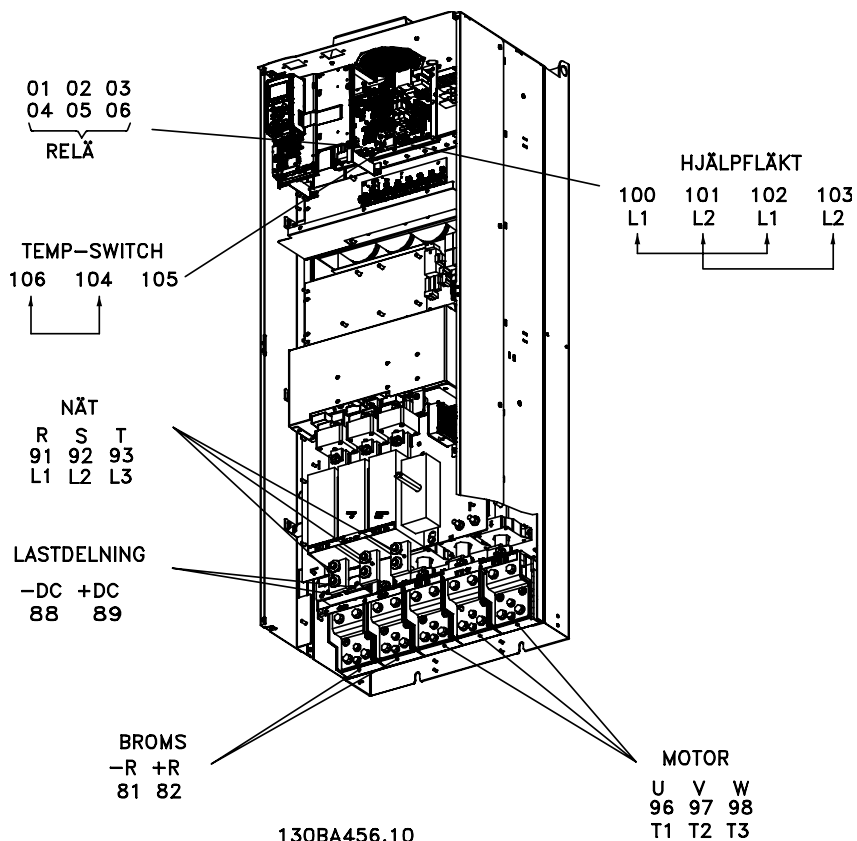 01 02 03
04 05 06
RELÄ
HJÄLPFLÄKT
100 101 102 103
L1 L2 L1 L2
TEMP-SWITCH
106 104 105
NÄT
R S T
91 92 93
L1 L2 L3
LASTDELNING
-DC +DC
88 89
BROMS
-R +R
81 82
MOTOR
U V W
96 97 98
T1 T2 T3
130BA456.10